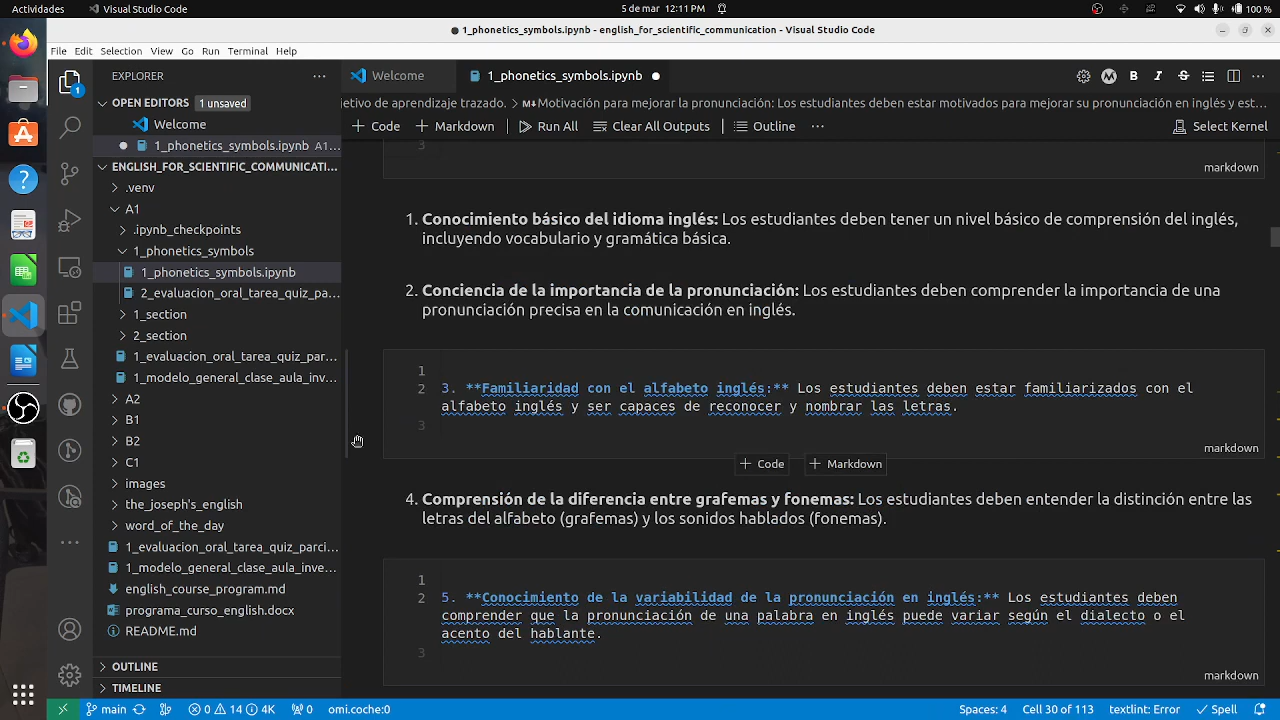 Actividades
Visual Studio Code
5 de mar 12:11 PM
100 %
1_phonetics_symbols.ipynb - english_for_scientific_communication - Visual Studio Code
File Edit Selection View Go Run Terminal Help
EXPLORER
Welcome
1_phonetics_symbols.ipynb
OPEN EDITORS 1 unsaved
jetivo de aprendizaje trazado. > Motivación para mejorar la pronunciación: Los estudiantes deben estar motivados para mejorar su pronunciación en inglés y est...
Welcome
Code Markdown Run All Clear All Outputs Outline Select Kernel
1_phonetics_symbols.ipynb A1...
ENGLISH_FOR_SCIENTIFIC_COMMUNICATI...
.venv
A1
.ipynb_checkpoints
1_phonetics_symbols
1_phonetics_symbols.ipynb
2_evaluacion_oral_tarea_quiz_pa...
1_section
2_section
1_evaluacion_oral_tarea_quiz_par...
1_modelo_general_clase_aula_inv...
A2
B1
B2
C1
images
the_joseph's_english
word_of_the_day
1_evaluacion_oral_tarea_quiz_parci...
1_modelo_general_clase_aula_inve...
english_course_program.md
programa_curso_english.docx
README.md
OUTLINE
TIMELINE
3
markdown
1. Conocimiento básico del idioma inglés: Los estudiantes deben tener un nivel básico de comprensión del inglés,
incluyendo vocabulario y gramática básica.
2. Conciencia de la importancia de la pronunciación: Los estudiantes deben comprender la importancia de una
pronunciación precisa en la comunicación en inglés.
1
2 3. **Familiaridad con el alfabeto inglés:** Los estudiantes deben estar familiarizados con el
alfabeto inglés y ser capaces de reconocer y nombrar las letras.
3
markdown
Code Markdown
4. Comprensión de la diferencia entre grafemas y fonemas: Los estudiantes deben entender la distinción entre las
letras del alfabeto (grafemas) y los sonidos hablados (fonemas).
1
2 5. **Conocimiento de la variabilidad de la pronunciación en inglés:** Los estudiantes deben
comprender que la pronunciación de una palabra en inglés puede variar según el dialecto o el
acento del hablante.
3
markdown
main 0 14 4K 0 omi.coche:0 Spaces: 4 Cell 30 of 113 textlint: Error Spell